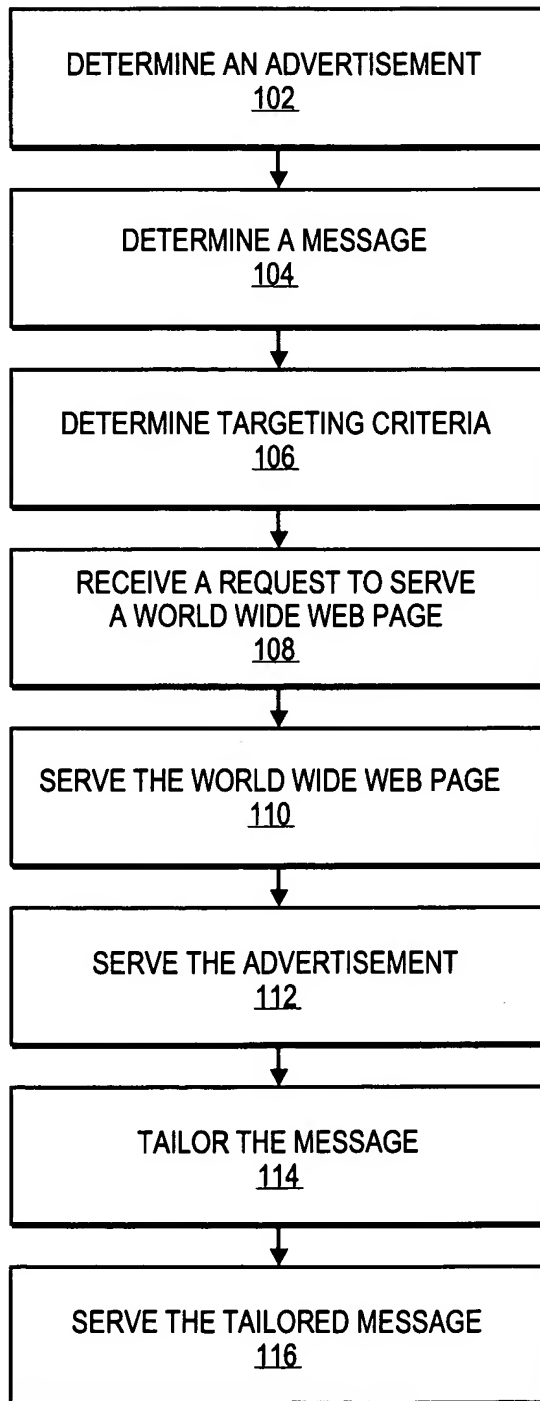 DETERMINE AN ADVERTISEMENT
102
DETERMINE A MESSAGE
104
DETERMINE TARGETING CRITERIA
106
RECEIVE A REQUEST TO SERVE
A WORLD WIDE WEB PAGE
108
SERVE THE WORLD WIDE WEB PAGE
110
SERVE THE ADVERTISEMENT
112
TAILOR THE MESSAGE
114
SERVE THE TAILORED MESSAGE
116